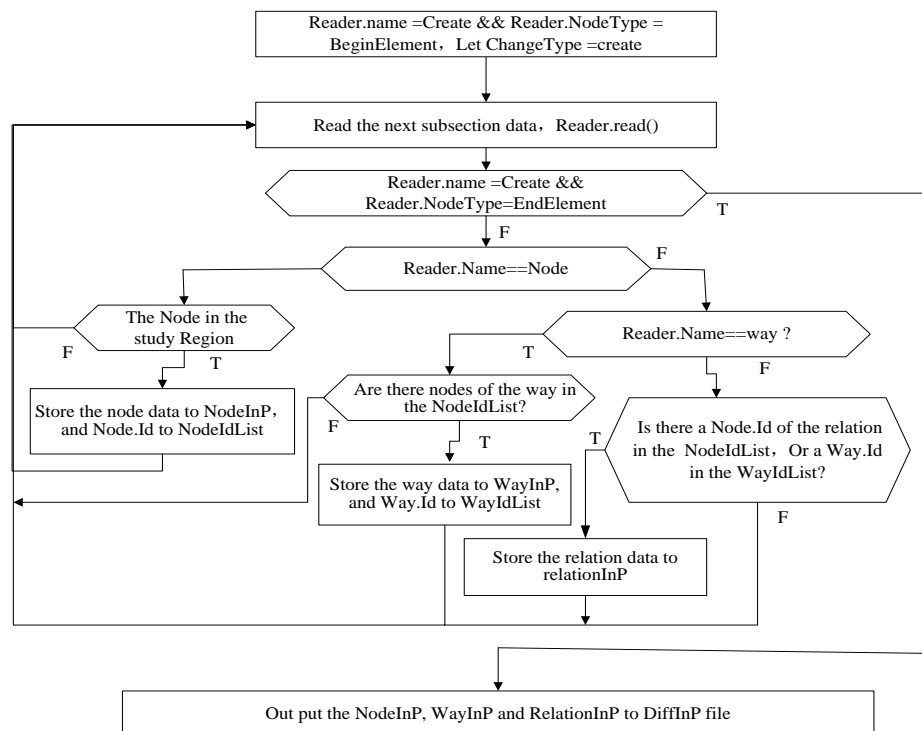 Reader.name =Create && Reader.NodeType =
BeginElement，Let ChangeType =create
Read the next subsection data，Reader.read()
Reader.name =Create &&
Reader.NodeType=EndElement
T
F
Reader.Name==Node
F
The Node in the
study Region
F
T
Reader.Name==way ?
T
F
Store the node data to NodeInP，
and Node.Id to NodeIdList
Are there nodes of the way in
the NodeIdList?
F
T
Is there a Node.Id of the relation
in the  NodeIdList，Or a Way.Id
in the WayIdList?
T
F
Store the way data to WayInP,
and Way.Id to WayIdList
Store the relation data to
relationInP
Out put the NodeInP, WayInP and RelationInP to DiffInP file